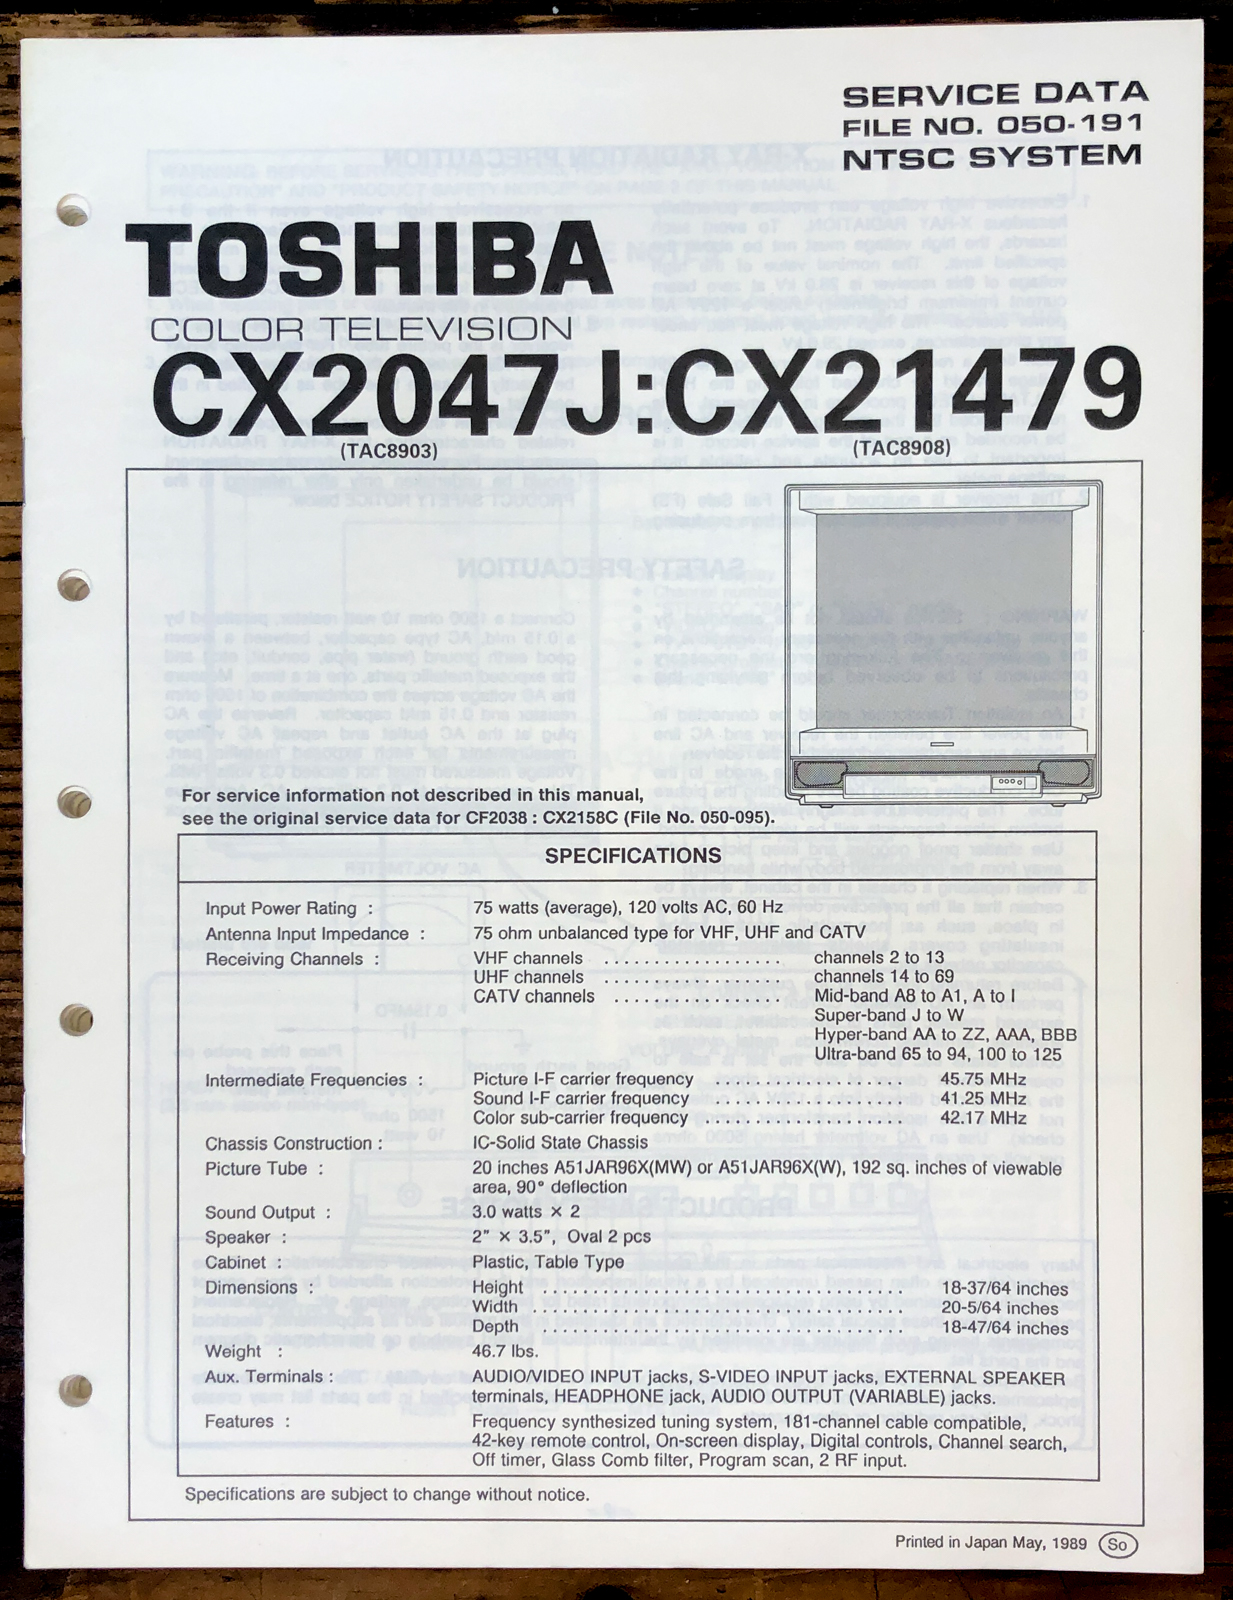 SERVICE DATA
FILE NO. 050-191
NTSC SYSTEM
TOSHIBA
COLOR TELEVISION
CX2047J:CX21479
(TAC8903) (TAC8908)
For service information not described in this manual,
see the original service data for CF2038 : CX2158C (File No. 050-095).
SPECIFICATIONS
Input Power Rating : 75 watts (average), 120 volts AC, 60 Hz
Antenna Input Impedance : 75 ohm unbalanced type for VHF, UHF and CATV
Receiving Channels : VHF channels .................. channels 2 to 13
UHF channels .................. channels 14 to 69
CATV channels ................. Mid-band A8 to A1, A to I
Super-band J to W
Hyper-band AA to ZZ, AAA, BBB
Ultra-band 65 to 94, 100 to 125
Intermediate Frequencies : Picture I-F carrier frequency ................... 45.75 MHz
Sound I-F carrier frequency ................... 41.25 MHz
Color sub-carrier frequency .................... 42.17 MHz
Chassis Construction : IC-Solid State Chassis
Picture Tube : 20 inches A51JAR96X(MW) or A51JAR96X(W), 192 sq. inches of viewable
area, 90° deflection
Sound Output : 3.0 watts × 2
Speaker : 2" × 3.5", Oval 2 pcs
Cabinet : Plastic, Table Type
Dimensions : Height .................................... 18-37/64 inches
Width ..................................... 20-5/64 inches
Depth .................................... 18-47/64 inches
Weight : 46.7 lbs.
Aux. Terminals : AUDIO/VIDEO INPUT jacks, S-VIDEO INPUT jacks, EXTERNAL SPEAKER
terminals, HEADPHONE jack, AUDIO OUTPUT (VARIABLE) jacks.
Features : Frequency synthesized tuning system, 181-channel cable compatible,
42-key remote control, On-screen display, Digital controls, Channel search,
Off timer, Glass Comb filter, Program scan, 2 RF input.
Specifications are subject to change without notice.
Printed in Japan May, 1989 So